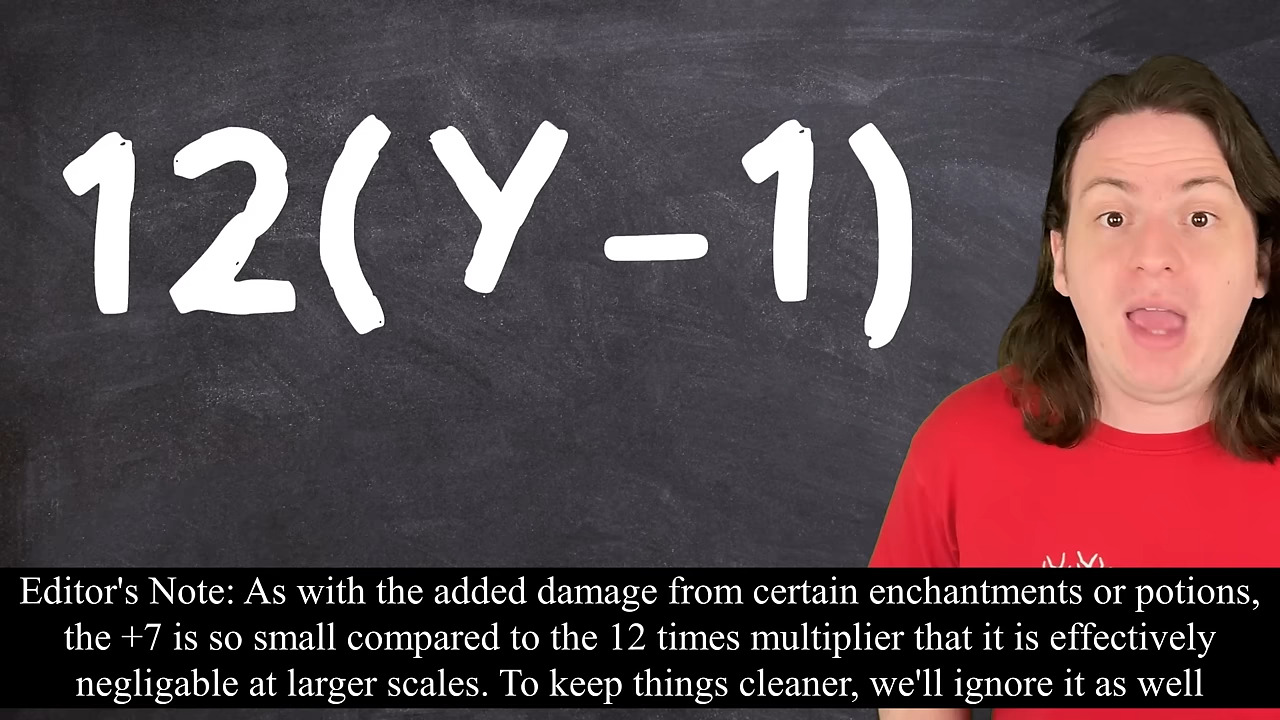 12(Y-1)
Editor's Note: As with the added damage from certain enchantments or potions,
the +7 is so small compared to the 12 times multiplier that it is effectively
negligable at larger scales. To keep things cleaner, we'll ignore it as well